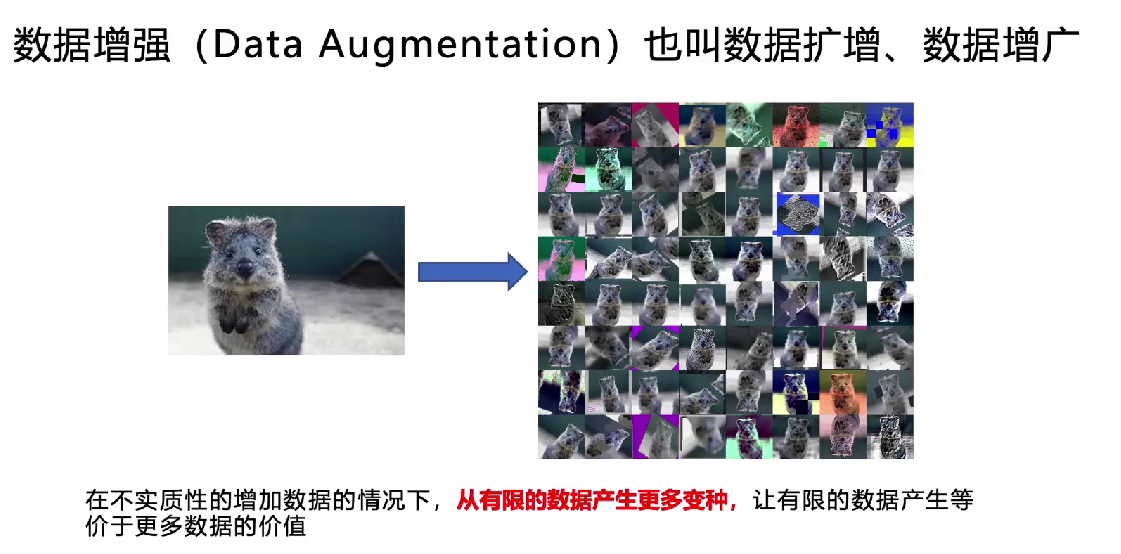 数据增强（Data Augmentation）也叫数据扩增、数据增广
在不实质性的增加数据的情况下，从有限的数据产生更多变种，让有限的数据产生等
价于更多数据的价值